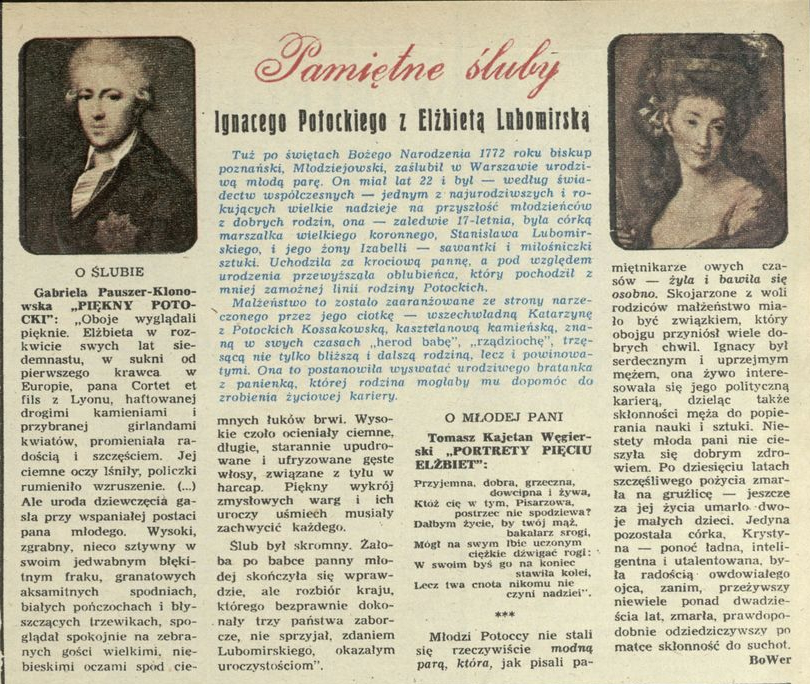 Pamiętne śluby
Ignacego Potockiego z Elżbietą Lubomirską
Tuż po świętach Bożego Narodzenia 1772 roku biskup
poznański, Młodziejowski, zaślubił w Warszawie urodzi-
wą młodą parę. On miał lat 22 i był — według świa-
dectw współczesnych — jednym z najurodziwszych i ro-
kujących wielkie nadzieje na przyszłość młodzieńców
z dobrych rodzin, ona — zaledwie 17-letnia, była córką
marszałka wielkiego koronnego, Stanisława Lubomir-
skiego, i jego żony Izabelli — sawantki i miłośniczki
sztuki. Uchodziła za krociową pannę, a pod względem
urodzenia przewyższała oblubieńca, który pochodził z
mniej zamożnej linii rodziny Potockich.
Małżeństwo to zostało zaaranżowane ze strony narze-
czonego przez jego ciotkę — wszechwładną Katarzynę
z Potockich Kossakowską, kasztelanową kamieńską, zna-
ną w swych czasach „herod babę”, „rządziochę”, trzę-
sącą nie tylko bliższą i dalszą rodziną, lecz i powinowa-
tymi. Ona to postanowiła wyswatać urodziwego bratanka
z panienką, której rodzina mogłaby mu dopomóc do
zrobienia życiowej kariery.
O ŚLUBIE
Gabriela Pauszer-Klono-
wska „PIĘKNY POTO-
CKI”: „Oboje wyglądali
pięknie. Elżbieta w roz-
kwicie swych lat sie-
demnastu, w sukni od
pierwszego krawca w
Europie, pana Cortet et
fils z Lyonu, haftowanej
drogimi kamieniami i
przybranej girlandami
kwiatów, promieniała ra-
dością i szczęściem. Jej
ciemne oczy lśniły, policzki
rumieniło wzruszenie. (...)
Ale uroda dziewczęcia ga-
sła przy wspaniałej postaci
pana młodego. Wysoki,
zgrabny, nieco sztywny w
swoim jedwabnym błękit-
nym fraku, granatowych
aksamitnych spodniach,
białych pończochach i bły-
szczących trzewikach, spo-
glądał spokojnie na zebra-
nych gości wielkimi, nie-
bieskimi oczami spod cie-
mnych łuków brwi. Wyso-
kie czoło ocieniały ciemne,
długie, starannie upudro-
wane i ufryzowane gęste
włosy, związane z tyłu w
harcap. Piękny wykrój
zmysłowych warg i ich
uroczy uśmiech musiały
zachwycić każdego.
Ślub był skromny. Żało-
ba po babce panny mło-
dej skończyła się wpraw-
dzie, ale rozbiór kraju,
którego bezprawnie doko-
nały trzy państwa zabor-
cze, nie sprzyjał, zdaniem
Lubomirskiego, okazałym
uroczystościom”.
O MŁODEJ PANI
Tomasz Kajetan Węgier-
ski „PORTRETY PIĘCIU
ELŻBIET”:
Przyjemna, dobra, grzeczna,
dowcipna i żywa,
Któż cię w tym, Pisarzowa,
postrzec nie spodziewa?
Dałbym życie, by twój mąż,
bakałarz srogi,
Mógł na swym łbie uczonym
ciężkie dźwigać rogi:
W swoim byś go na koniec
stawiła kolei,
Lecz twa cnota nikomu nie
czyni nadziei”.
***
Młodzi Potoccy nie stali
się rzeczywiście modną
parą, która, jak pisali pa-
miętnikarze owych cza-
sów — żyła i bawiła się
osobno. Skojarzone z woli
rodziców małżeństwo mia-
ło być związkiem, który
obojgu przyniósł wiele do-
brych chwil. Ignacy był
serdecznym i uprzejmym
mężem, ona żywo intere-
sowała się jego polityczną
karierą, dzieląc także
skłonności męża do popie-
rania nauki i sztuki. Nie-
stety młoda pani nie cie-
szyła się dobrym zdro-
wiem. Po dziesięciu latach
szczęśliwego pożycia zmar-
ła na gruźlicę — jeszcze
za jej życia umarło dwo-
je małych dzieci. Jedyna
pozostała córka, Krysty-
na — ponoć ładna, inteli-
gentna i utalentowana, by-
ła radością owdowiałego
ojca, zanim, przeżywszy
niewiele ponad dwadzie-
ścia lat, zmarła, prawdopo-
dobnie odziedziczywszy po
matce skłonność do suchot.
BoWer